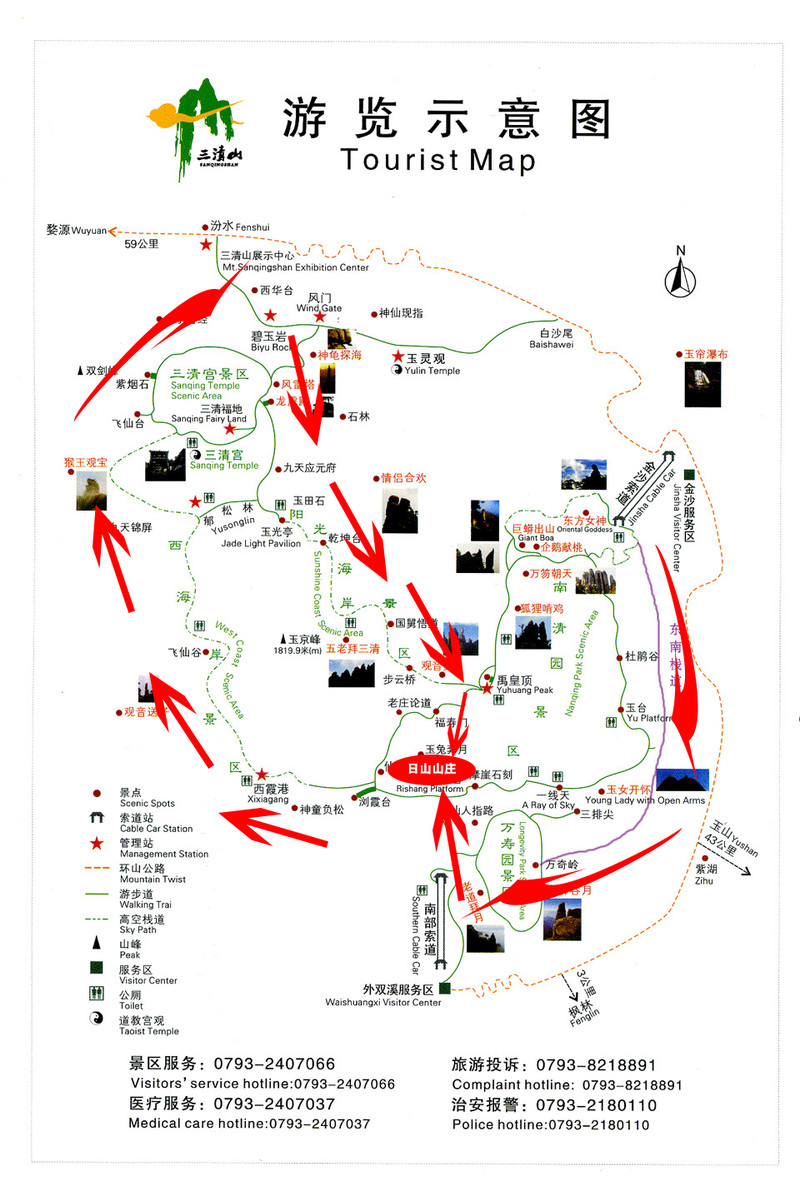 游览示意图
Tourist Map
三清山
SANQINGSHAN
婺源 Wuyuan
59公里
汾水 Fenshui
三清山展示中心
Mt.Sanqingshan Exhibition Center
N
西华台
风门
Wind Gate
神仙现指
碧玉岩
Biyu Rock
白沙尾
Baishawei
神龟探海
玉灵观
Yulin Temple
玉帘瀑布
双剑峰
紫烟石
三清宫景区
Sanqing Temple
Scenic Area
风雷塔
三清福地
Sanqing Fairy Land
石林
飞仙台
三清宫
Sanqing Temple
猴王观宝
九天应元府
情侣合欢
金沙索道
Jinsha Cable Car
金沙服务区
Jinsha Visitor Center
天锦屏
郁松林
Yusonglin
玉田石
玉光亭
Jade Light Pavilion
乾坤台
阳光海岸景区
Sunshine Coast Scenic Area
巨蟒出山
Giant Boa
东方女神
Oriental Goddess
企鹅献桃
万笏朝天
狐狸啃鸡
南清园景区
Nanqing Park Scenic Area
西海岸景区
West Coast Scenic Area
国舅悟道
玉京峰
1819.9米(m)
五老拜三清
步云桥
观音
飞仙谷
杜鹃谷
东南栈道
禹皇顶
Yuhuang Peak
观音送子
老庄论道
福寿门
玉台
Yu Platform
玉兔奔月
日山山庄
Rishang Platform
摩崖石刻
西霞港
Xixiagang
神童负松
浏霞台
仙人指路
一线天
A Ray of Sky
三排尖
玉女开怀
Young Lady with Open Arms
万寿园景区
Longevity Park Scenic Area
万奇岭
玉山 Yushan
43公里
紫湖
Zihu
老道拜月
南部索道
Southern Cable Car
外双溪服务区
Waishuangxi Visitor Center
3公里
枫林
Fenglin
景点
Scenic Spots
索道站
Cable Car Station
管理站
Management Station
环山公路
Mountain Twist
游步道
Walking Trai
高空栈道
Sky Path
山峰
Peak
服务区
Visitor Center
公厕
Toilet
道教宫观
Taoist Temple
景区服务：0793-2407066
Visitors' service hotline:0793-2407066
医疗服务：0793-2407037
Medical care hotline:0793-2407037
旅游投诉：0793-8218891
Complaint hotline: 0793-8218891
治安报警：0793-2180110
Police hotline:0793-2180110